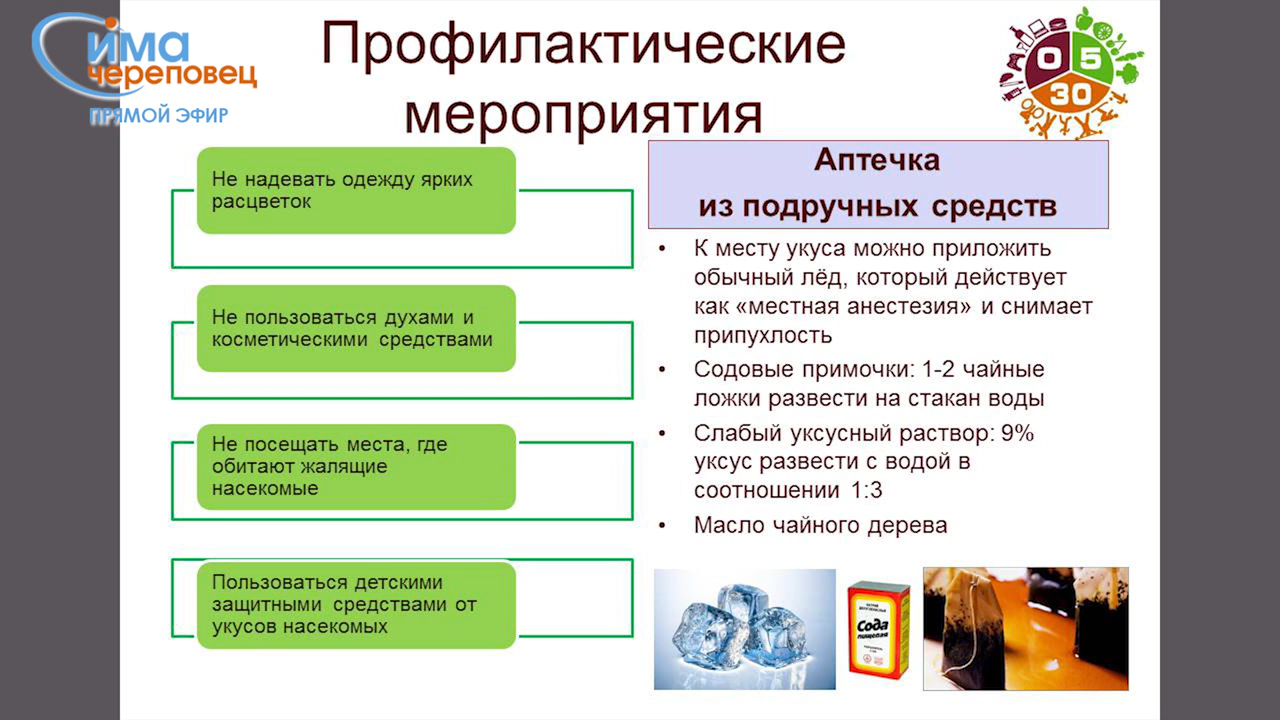 Сима
череповец
ПРЯМОЙ ЭФИР
Профилактические
мероприятия
0 5
30
Не надевать одежду ярких
расцветок
Не пользоваться духами и
косметическими средствами
Не посещать места, где
обитают жалящие
насекомые
Пользоваться детскими
защитными средствами от
укусов насекомых
Аптечка
из подручных средств
• К месту укуса можно приложить
обычный лёд, который действует
как «местная анестезия» и снимает
припухлость
• Содовые примочки: 1-2 чайные
ложки развести на стакан воды
• Слабый уксусный раствор: 9%
уксус развести с водой в
соотношении 1:3
• Масло чайного дерева
Сода
пищевая